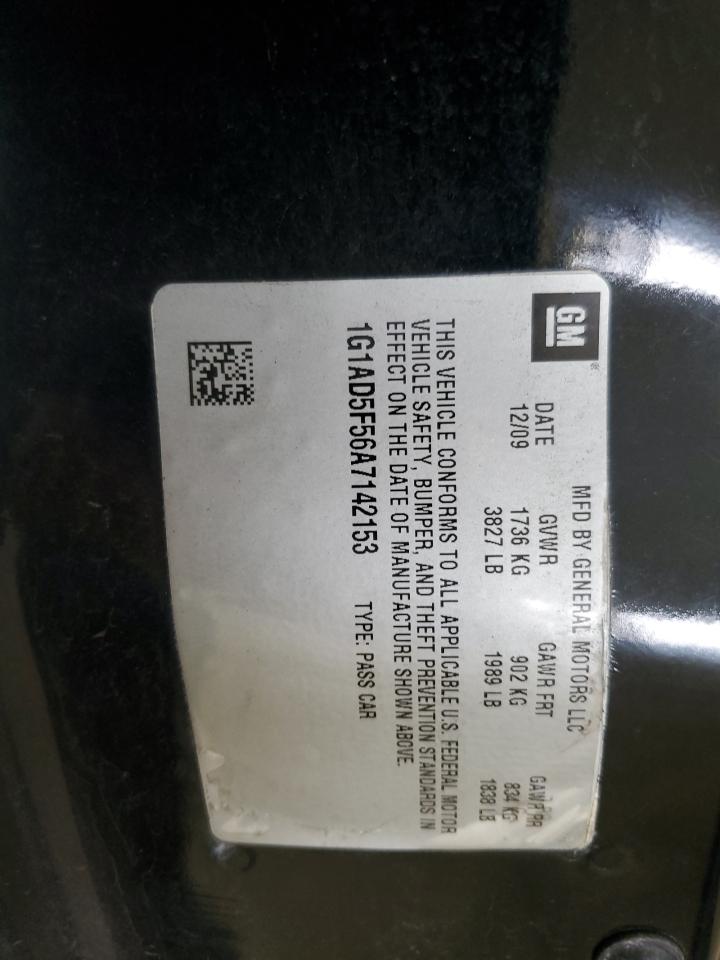 GM
MFD BY GENERAL MOTORS LLC
DATE GVWR GAWR FRT GAWR RR
12/09 1736 KG 902 KG 834 KG
3827 LB 1989 LB 1838 LB
THIS VEHICLE CONFORMS TO ALL APPLICABLE U.S. FEDERAL MOTOR
VEHICLE SAFETY, BUMPER, AND THEFT PREVENTION STANDARDS IN
EFFECT ON THE DATE OF MANUFACTURE SHOWN ABOVE.
1G1AD5F56A7142153 TYPE: PASS CAR